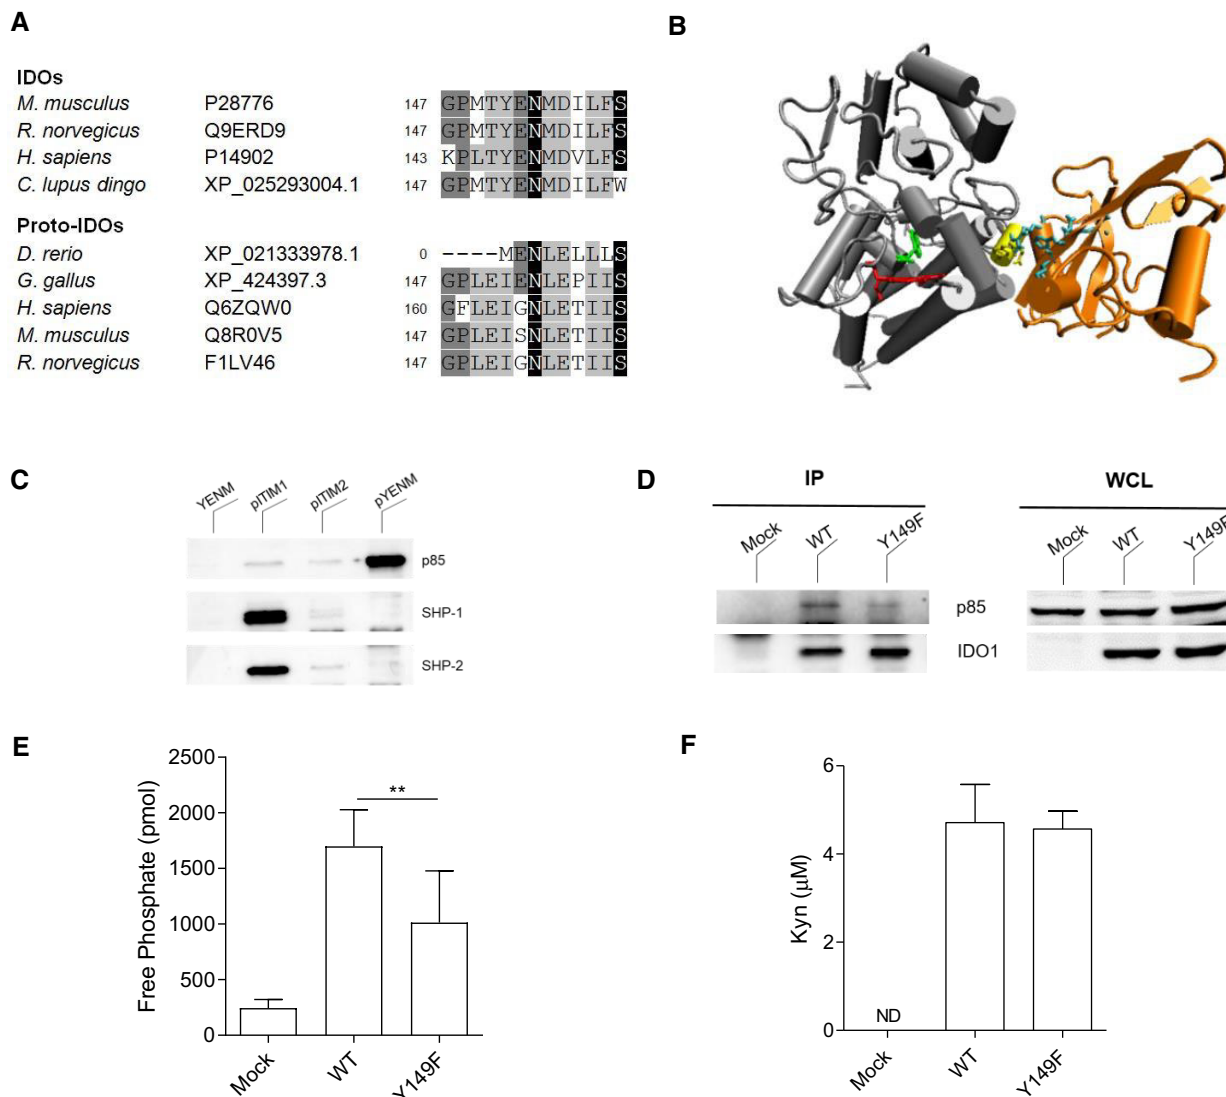 A
B
IDOs
M. musculus P28776 147 GPMTYENMDILFS
R. norvegicus Q9ERD9 147 GPMTYENMDILFS
H. sapiens P14902 143 KPLTYENMDVLFS
C. lupus dingo XP_025293004.1 147 GPMTYENMDILFW
Proto-IDOs
D. rerio XP_021333978.1 0 ----MENLELLLS
G. gallus XP_424397.3 147 GPLEIENLEPIIS
H. sapiens Q6ZQW0 160 GFLEIGNLETIIS
M. musculus Q8R0V5 147 GPLEISNLETIIS
R. norvegicus F1LV46 147 GPLEIGNLETIIS
C
YENM pITIM1 pITIM2 pYENM
p85
SHP-1
SHP-2
D
IP WCL
Mock WT Y149F Mock WT Y149F
p85
IDO1
E
Free Phosphate (pmol)
2500
2000
1500
1000
500
0
**
Mock WT Y149F
F
Kyn (μM)
6
4
2
0
ND
Mock WT Y149F